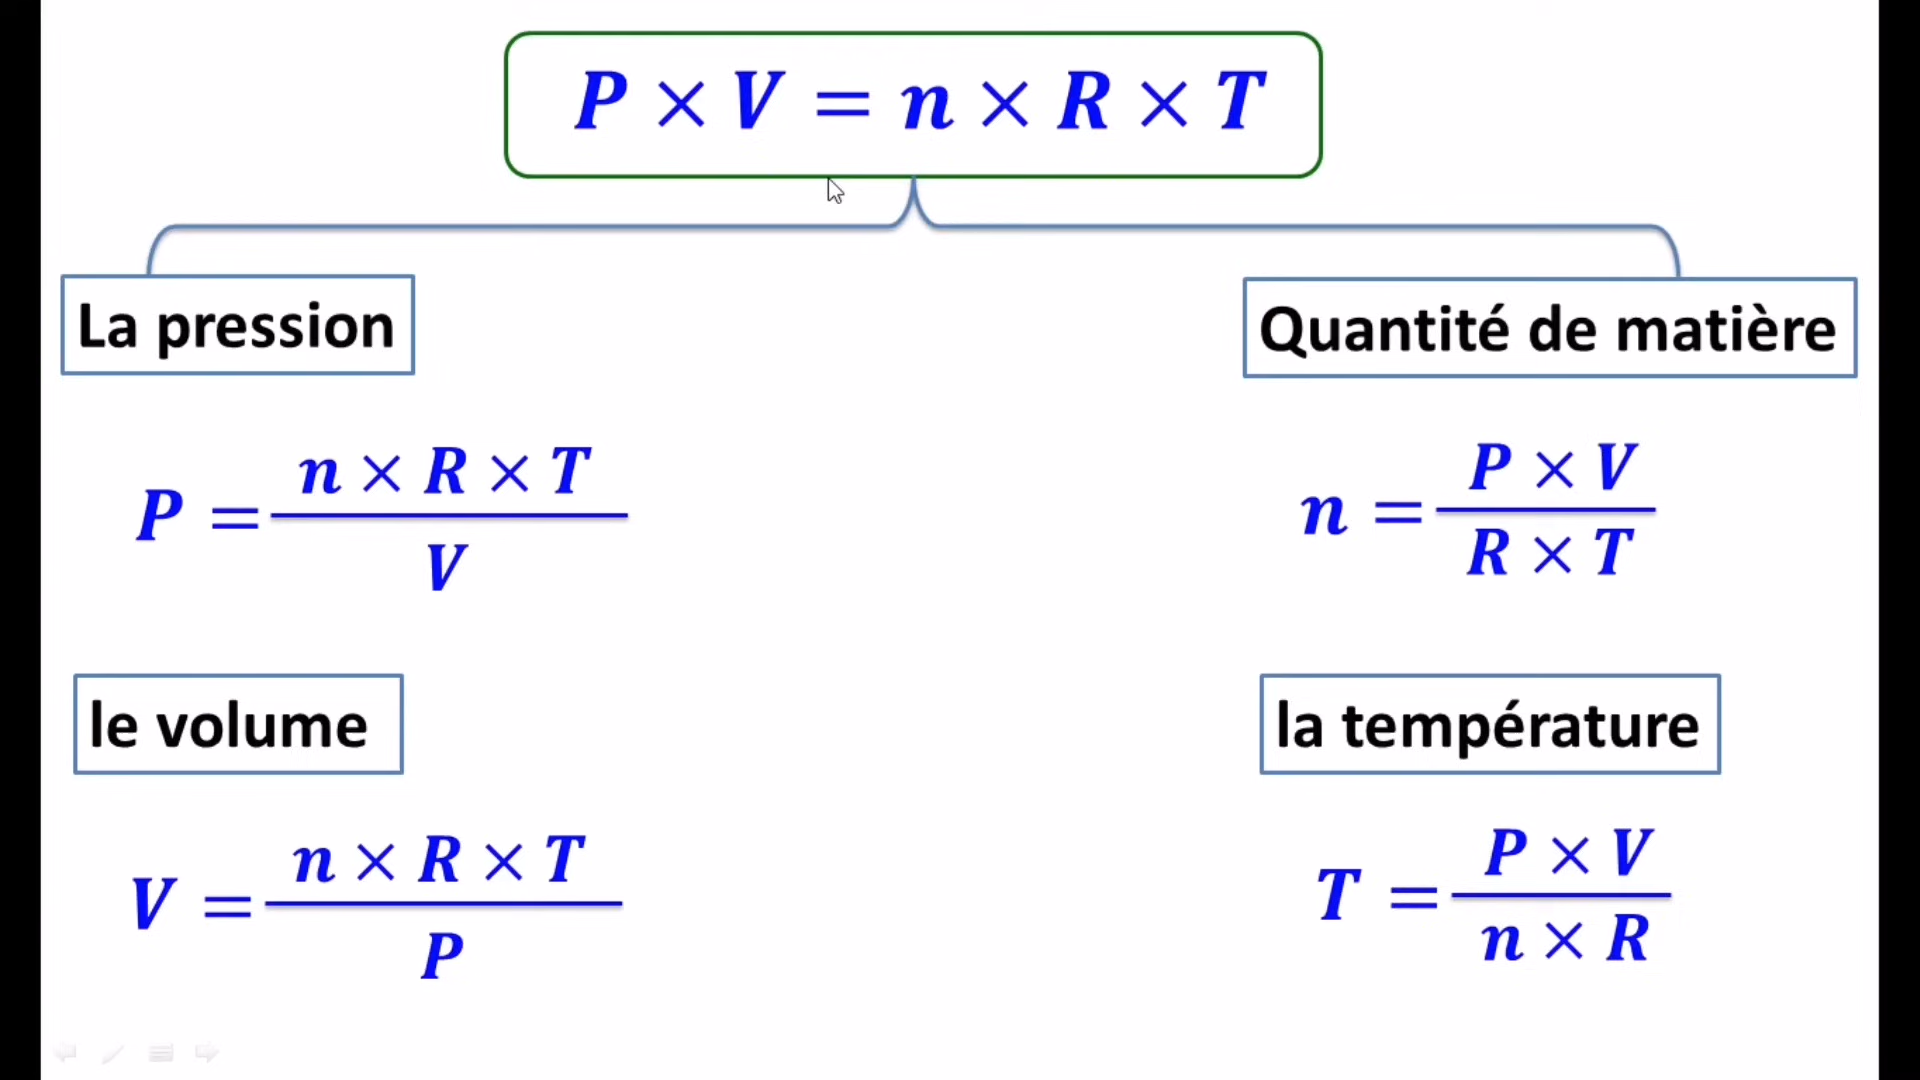 P × V = n × R × T
La pression
P = n × R × T / V
Quantité de matière
n = P × V / R × T
le volume
V = n × R × T / P
la température
T = P × V / n × R